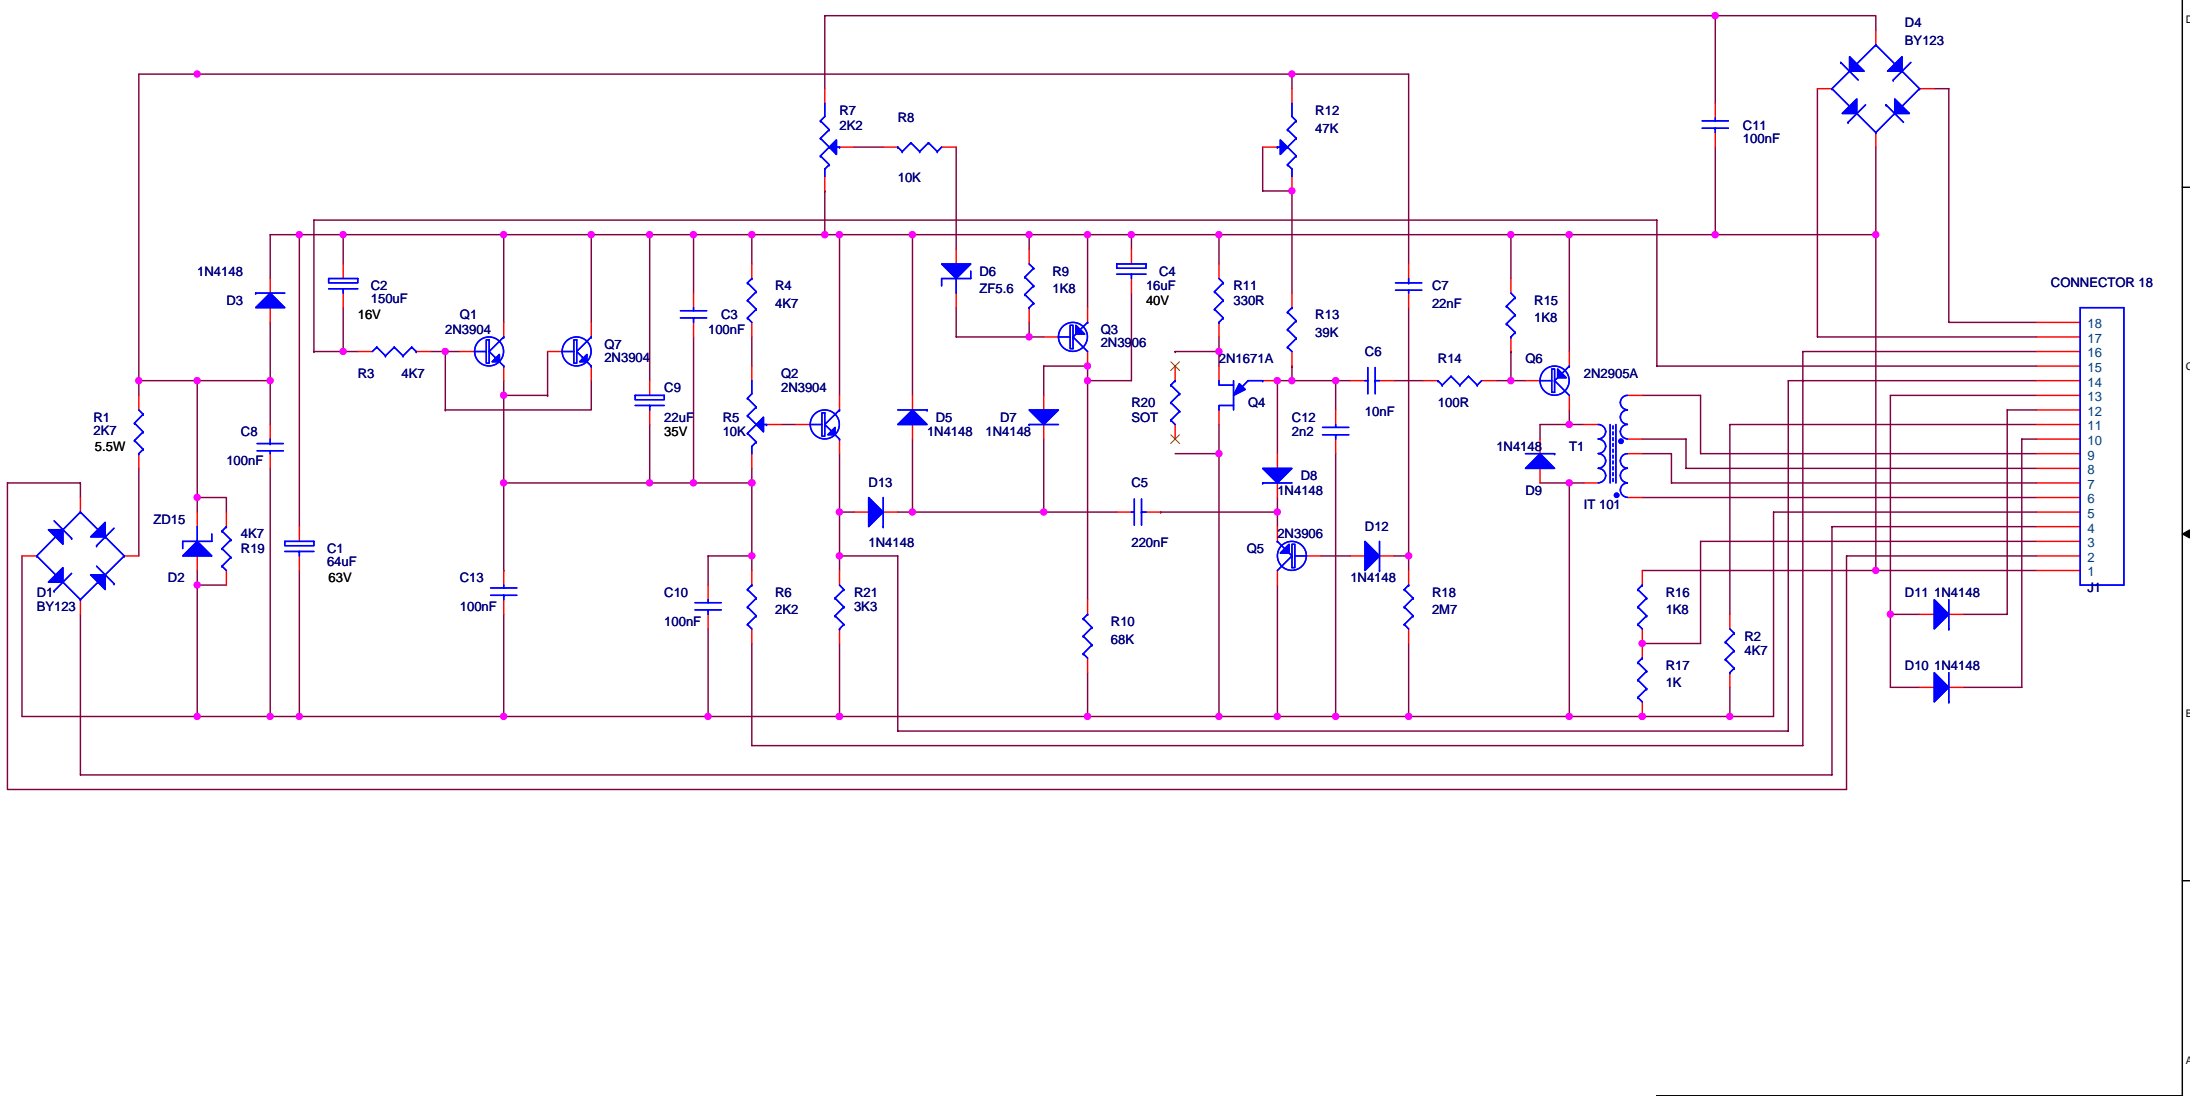 D
D4
BY123
R7
2K2
R8
10K
R12
47K
C11
100nF
1N4148
D3
C2
150uF
16V
Q1
2N3904
R3
4K7
Q7
2N3904
C3
100nF
R4
4K7
D6
ZF5.6
R9
1K8
C4
16uF
40V
R11
330R
C7
22nF
R15
1K8
CONNECTOR 18
R13
39K
Q3
2N3906
2N1671A
C6
10nF
R14
100R
Q6
2N2905A
C
R1
2K7
5.5W
C8
100nF
C9
22uF
35V
Q2
2N3904
R5
10K
D5
1N4148
D7
1N4148
R20
SOT
Q4
C12
2n2
1N4148
T1
D9
IT 101
18
17
16
15
14
13
12
11
10
9
8
7
6
5
4
3
2
1
J1
ZD15
4K7
R19
D2
C1
64uF
63V
D13
1N4148
C5
220nF
D8
1N4148
2N3906
Q5
D12
1N4148
D1
BY123
C13
100nF
C10
100nF
R6
2K2
R21
3K3
R10
68K
R18
2M7
R16
1K8
R17
1K
R2
4K7
D11 1N4148
D10 1N4148
B
A